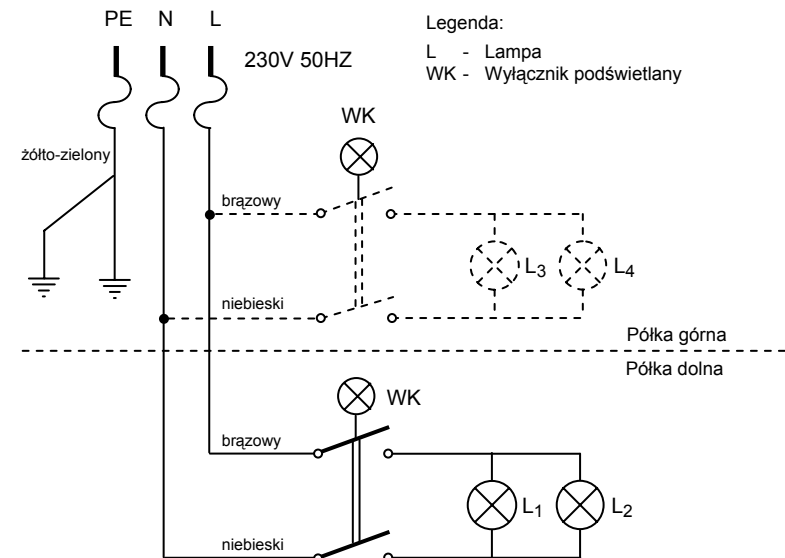 PE N L
230V 50HZ
Legenda:
L - Lampa
WK - Wyłącznik podświetlany
WK
żółto-zielony
brązowy
L3 L4
niebieski
Półka górna
Półka dolna
WK
brązowy
L1 L2
niebieski